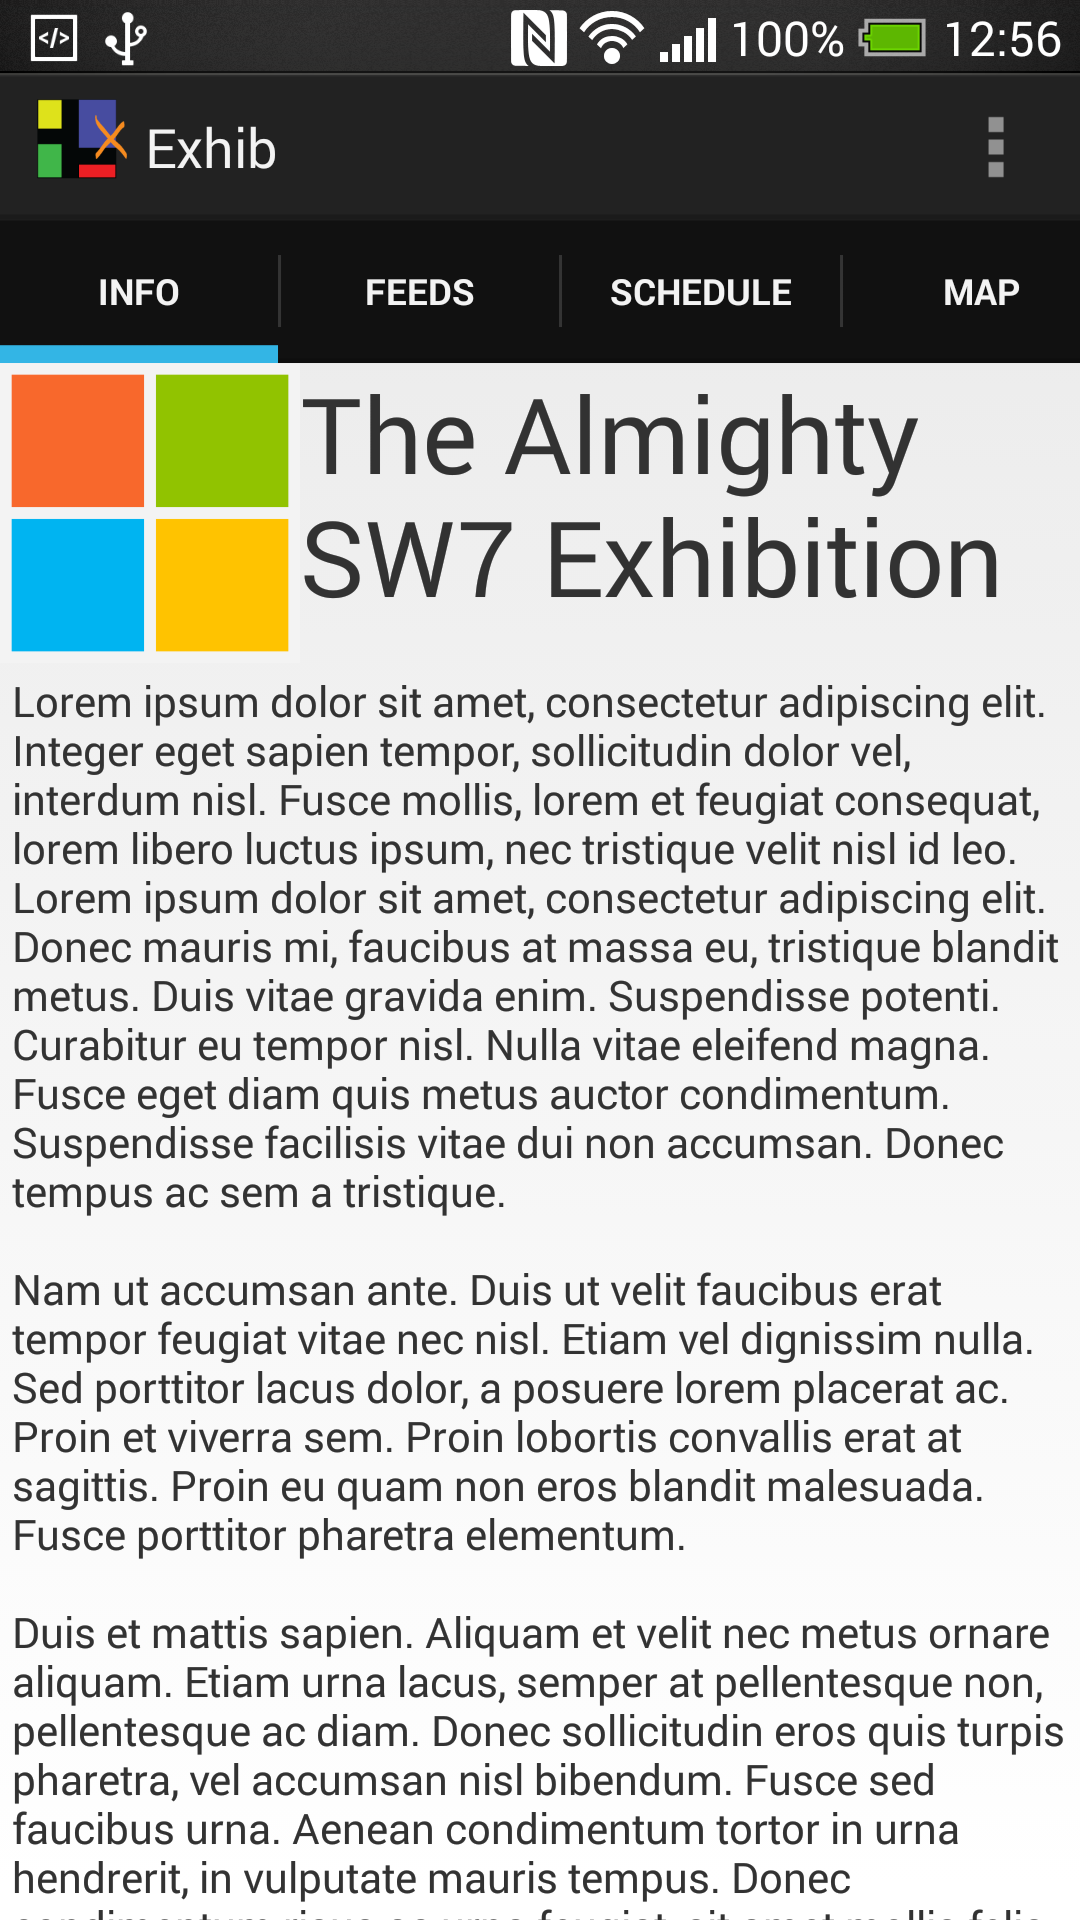 100% 12:56
Exhib
INFO FEEDS SCHEDULE MAP
The Almighty
SW7 Exhibition
Lorem ipsum dolor sit amet, consectetur adipiscing elit.
Integer eget sapien tempor, sollicitudin dolor vel,
interdum nisl. Fusce mollis, lorem et feugiat consequat,
lorem libero luctus ipsum, nec tristique velit nisl id leo.
Lorem ipsum dolor sit amet, consectetur adipiscing elit.
Donec mauris mi, faucibus at massa eu, tristique blandit
metus. Duis vitae gravida enim. Suspendisse potenti.
Curabitur eu tempor nisl. Nulla vitae eleifend magna.
Fusce eget diam quis metus auctor condimentum.
Suspendisse facilisis vitae dui non accumsan. Donec
tempus ac sem a tristique.
Nam ut accumsan ante. Duis ut velit faucibus erat
tempor feugiat vitae nec nisl. Etiam vel dignissim nulla.
Sed porttitor lacus dolor, a posuere lorem placerat ac.
Proin et viverra sem. Proin lobortis convallis erat at
sagittis. Proin eu quam non eros blandit malesuada.
Fusce porttitor pharetra elementum.
Duis et mattis sapien. Aliquam et velit nec metus ornare
aliquam. Etiam urna lacus, semper at pellentesque non,
pellentesque ac diam. Donec sollicitudin eros quis turpis
pharetra, vel accumsan nisl bibendum. Fusce sed
faucibus urna. Aenean condimentum tortor in urna
hendrerit, in vulputate mauris tempus. Donec